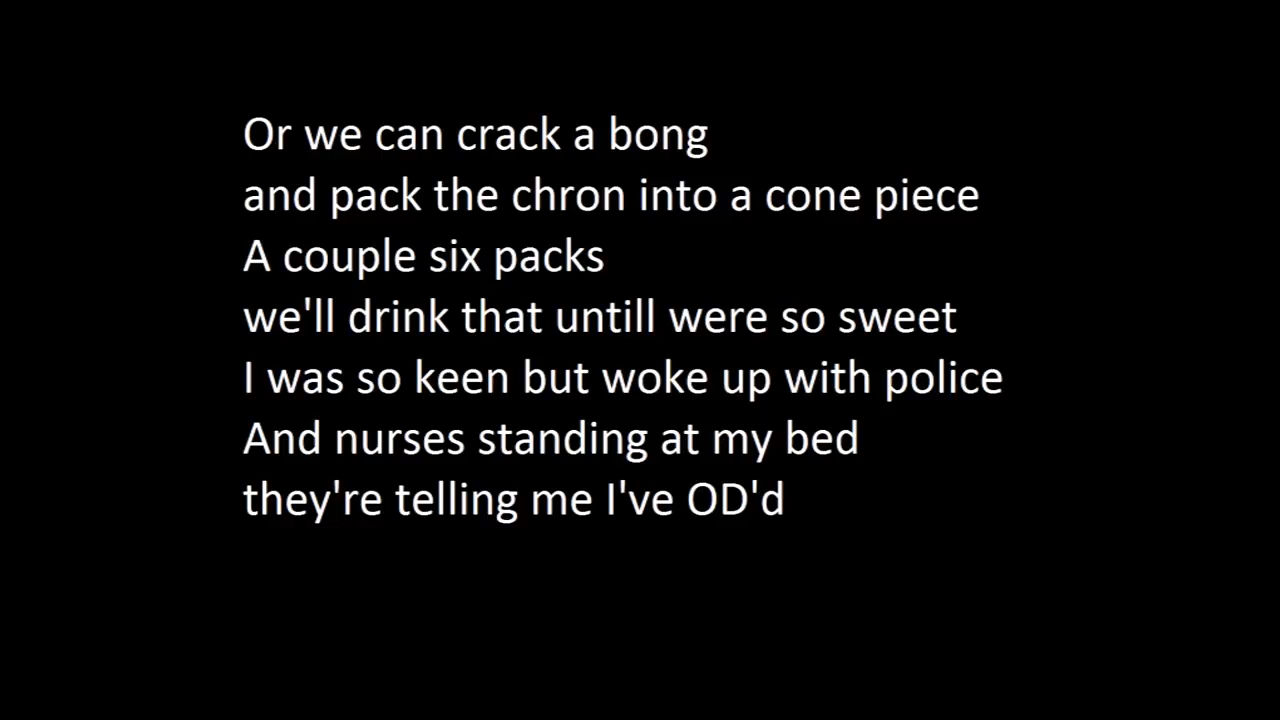 Or we can crack a bong
and pack the chron into a cone piece
A couple six packs
we'll drink that untill were so sweet
I was so keen but woke up with police
And nurses standing at my bed
they're telling me I've OD'd